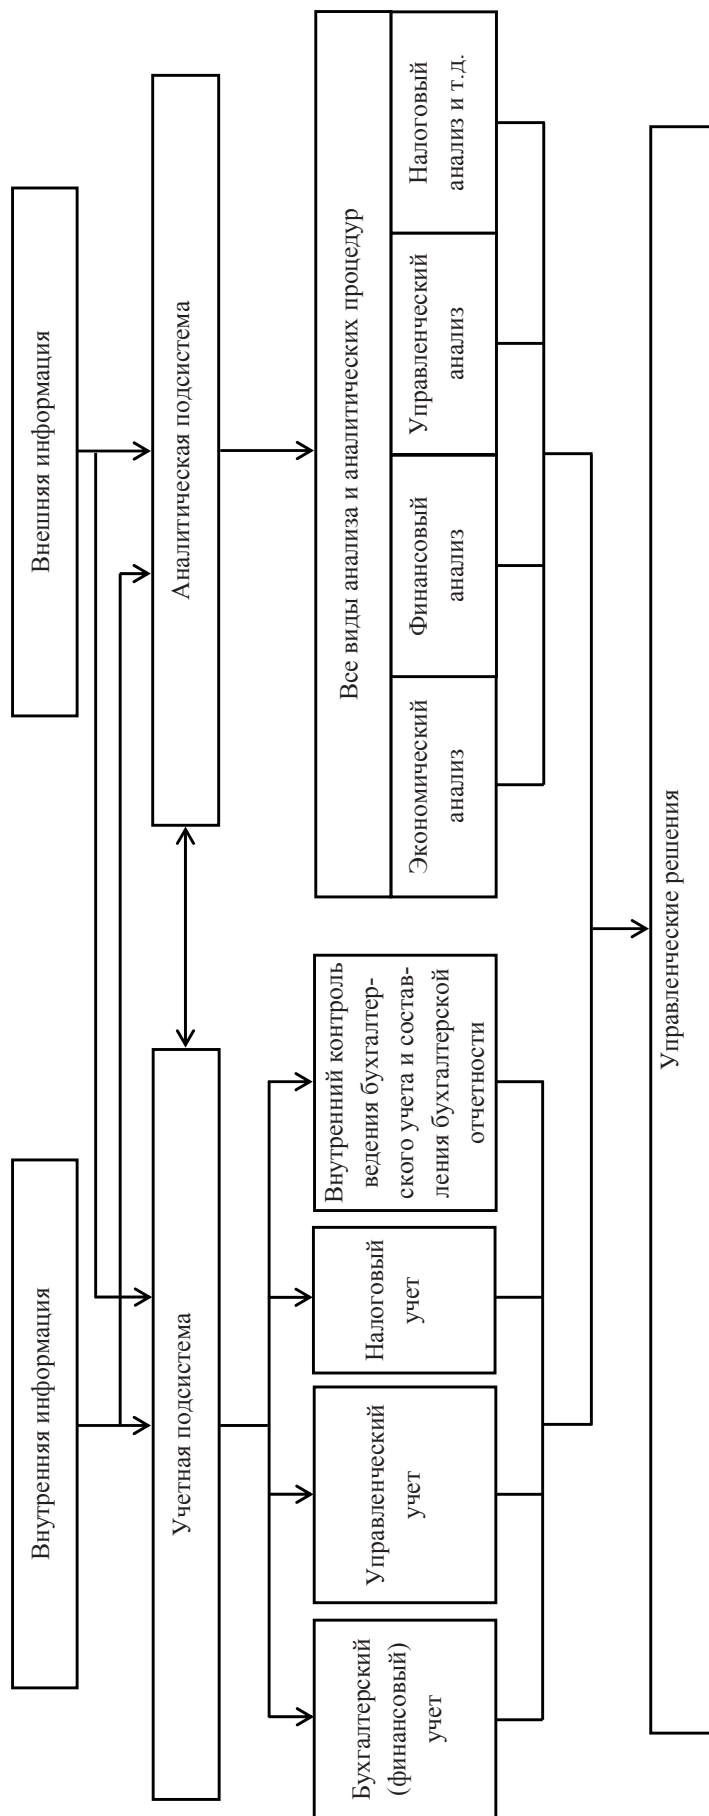 Внутренняя информация
Внешняя информация
Учетная подсистема
Аналитическая подсистема
Бухгалтерский
(финансовый)
учет
Управленческий
учет
Налоговый
учет
Внутренний контроль
ведения бухгалтер-
ского учета и состав-
ления бухгалтерской
отчетности
Все виды анализа и аналитических процедур
Экономический
анализ
Финансовый
анализ
Управленческий
анализ
Налоговый
анализ и т.д.
Управленческие решения